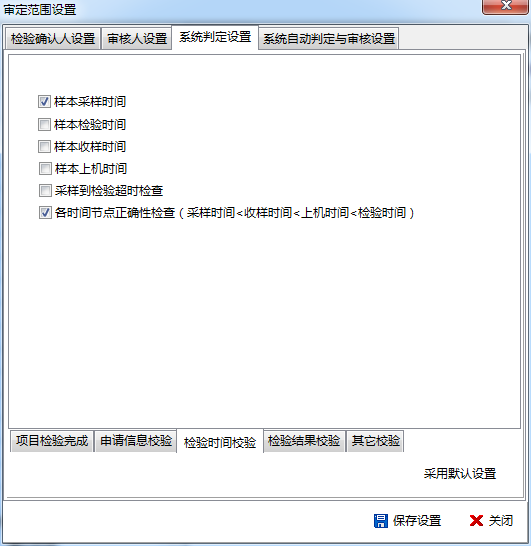 审定范围设置
检验确认人设置 审核人设置 系统判定设置 系统自动判定与审核设置
样本采样时间
样本检验时间
样本收样时间
样本上机时间
采样到检验超时检查
各时间节点正确性检查（采样时间<收样时间<上机时间<检验时间）
项目检验完成 申请信息校验 检验时间校验 检验结果校验 其它校验
采用默认设置
保存设置 关闭